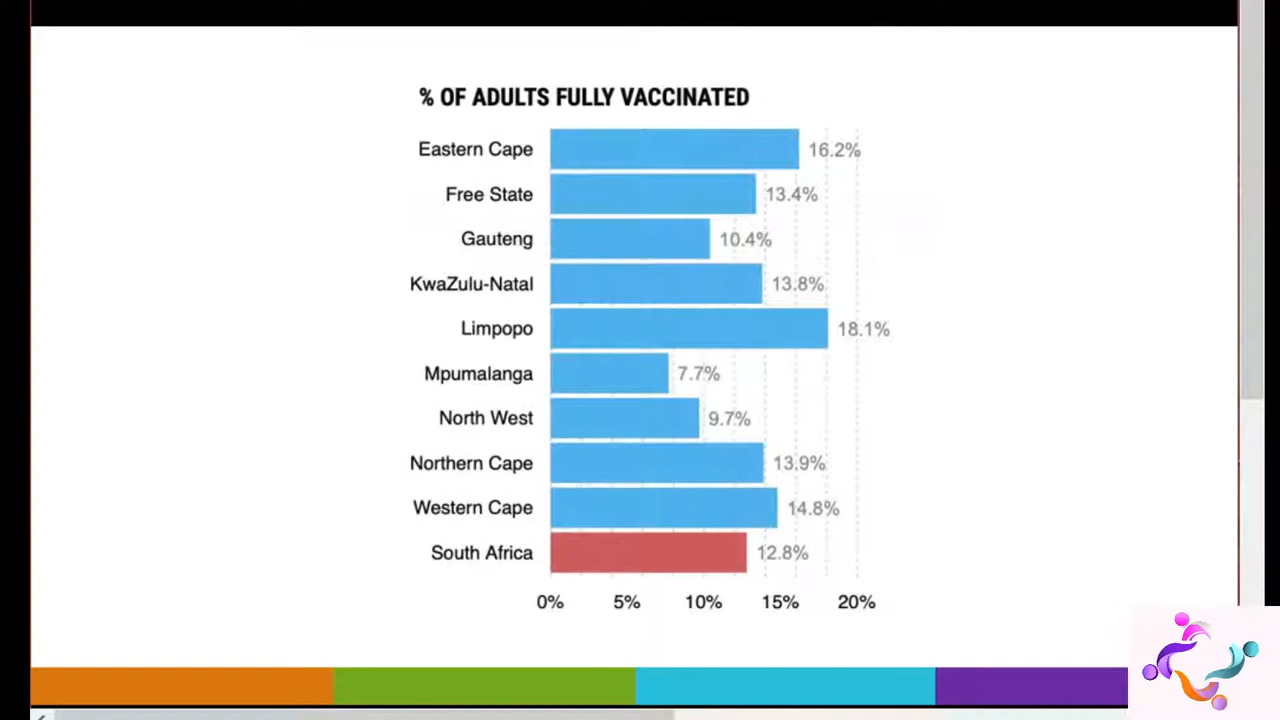 % OF ADULTS FULLY VACCINATED
Eastern Cape 16.2%
Free State 13.4%
Gauteng 10.4%
KwaZulu-Natal 13.8%
Limpopo 18.1%
Mpumalanga 7.7%
North West 9.7%
Northern Cape 13.9%
Western Cape 14.8%
South Africa 12.8%
0% 5% 10% 15% 20%